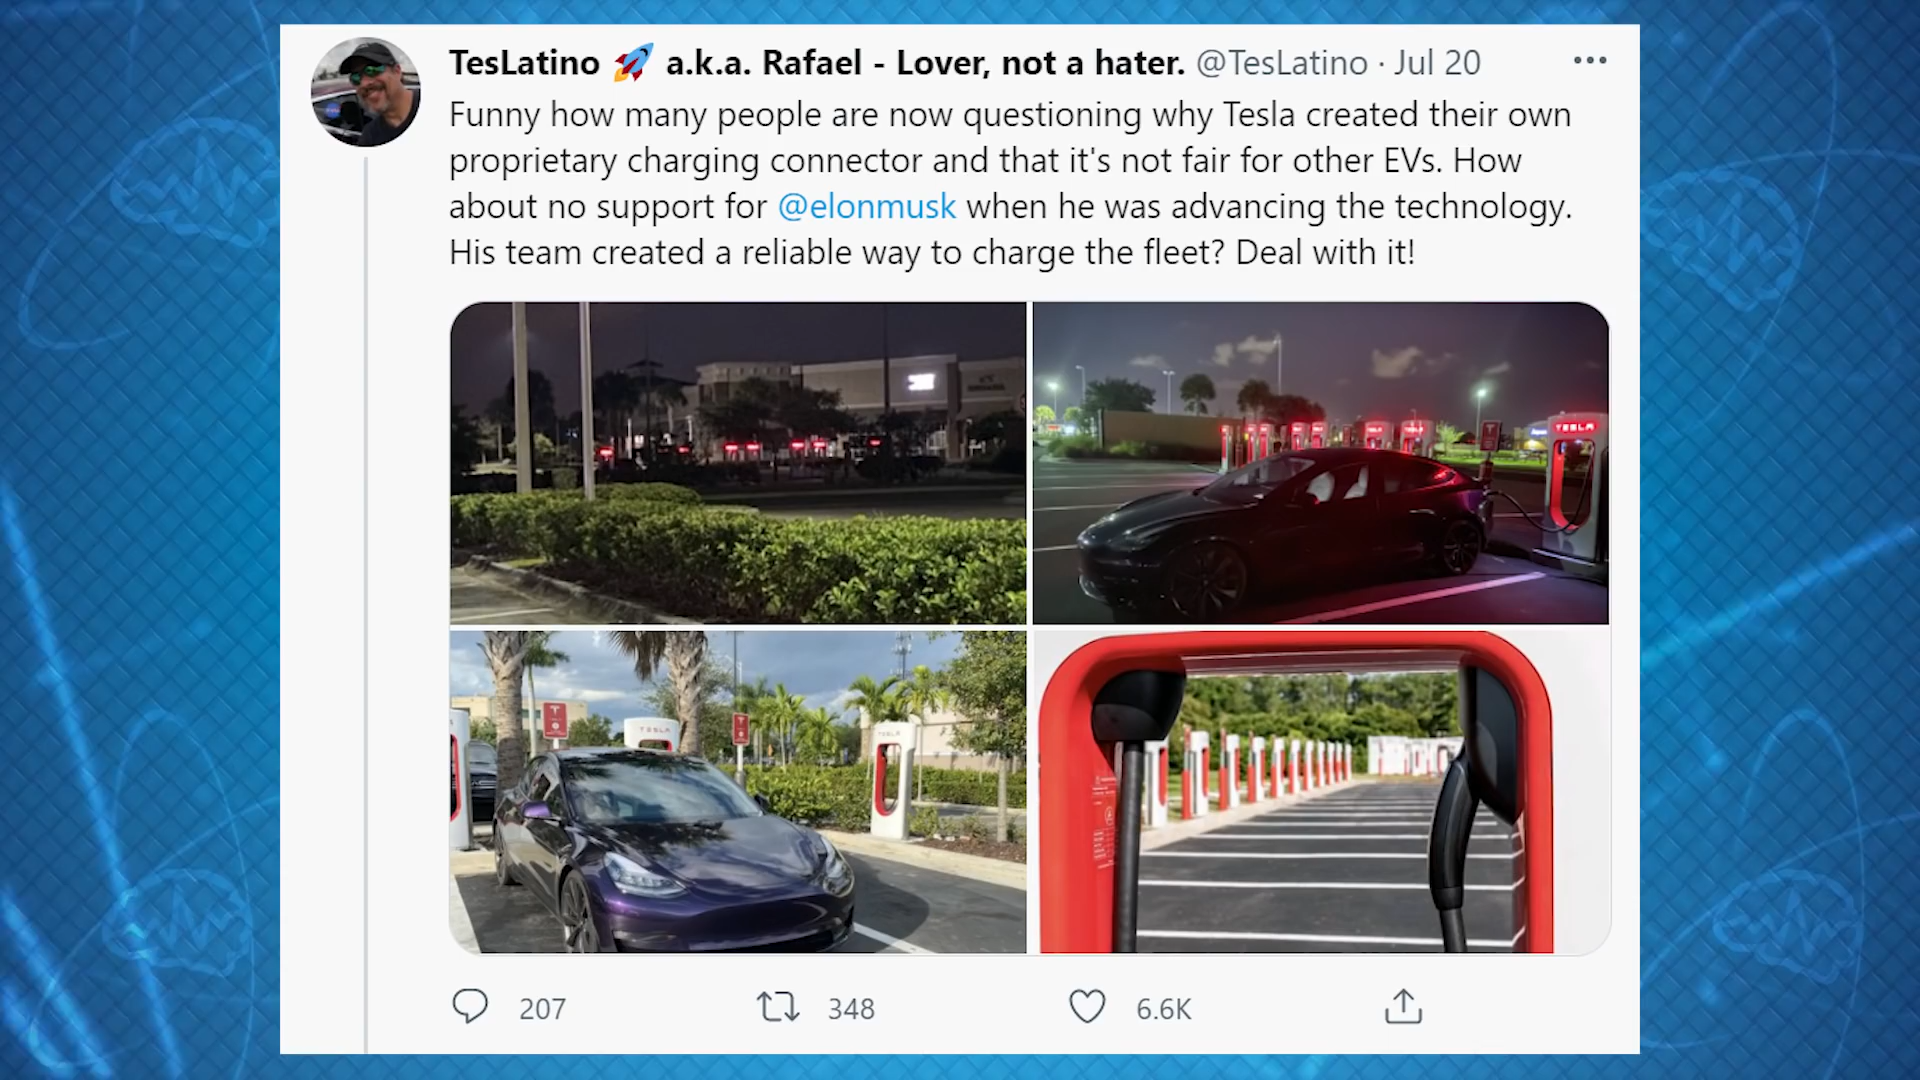 TesLatino 🚀 a.k.a. Rafael - Lover, not a hater. @TesLatino · Jul 20
Funny how many people are now questioning why Tesla created their own
proprietary charging connector and that it's not fair for other EVs. How
about no support for @elonmusk when he was advancing the technology.
His team created a reliable way to charge the fleet? Deal with it!
TESLA
TESLA
TESLA
207 348 6.6K